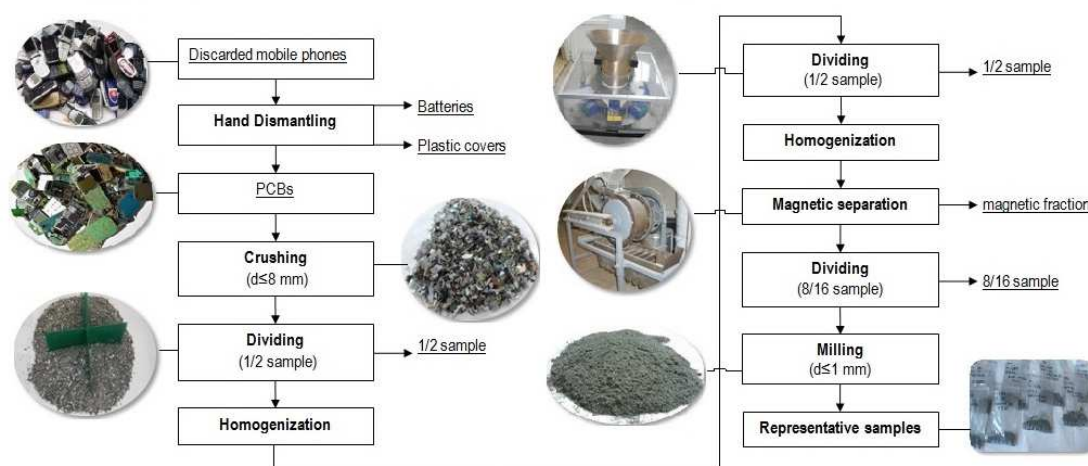 Discarded mobile phones
Hand Dismantling
Batteries
Plastic covers
PCBs
Crushing
(d≤8 mm)
Dividing
(1/2 sample)
1/2 sample
Homogenization
Dividing
(1/2 sample)
1/2 sample
Homogenization
Magnetic separation
magnetic fraction
Dividing
(8/16 sample)
8/16 sample
Milling
(d≤1 mm)
Representative samples